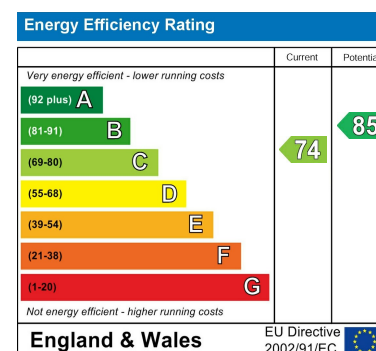 Energy Efficiency Rating
Current Potentia
Very energy efficient - lower running costs
(92 plus) A
(81-91) B
85
(69-80) C
74
(55-68) D
(39-54) E
(21-38) F
(1-20) G
Not energy efficient - higher running costs
England & Wales
EU Directive
2002/91/EC